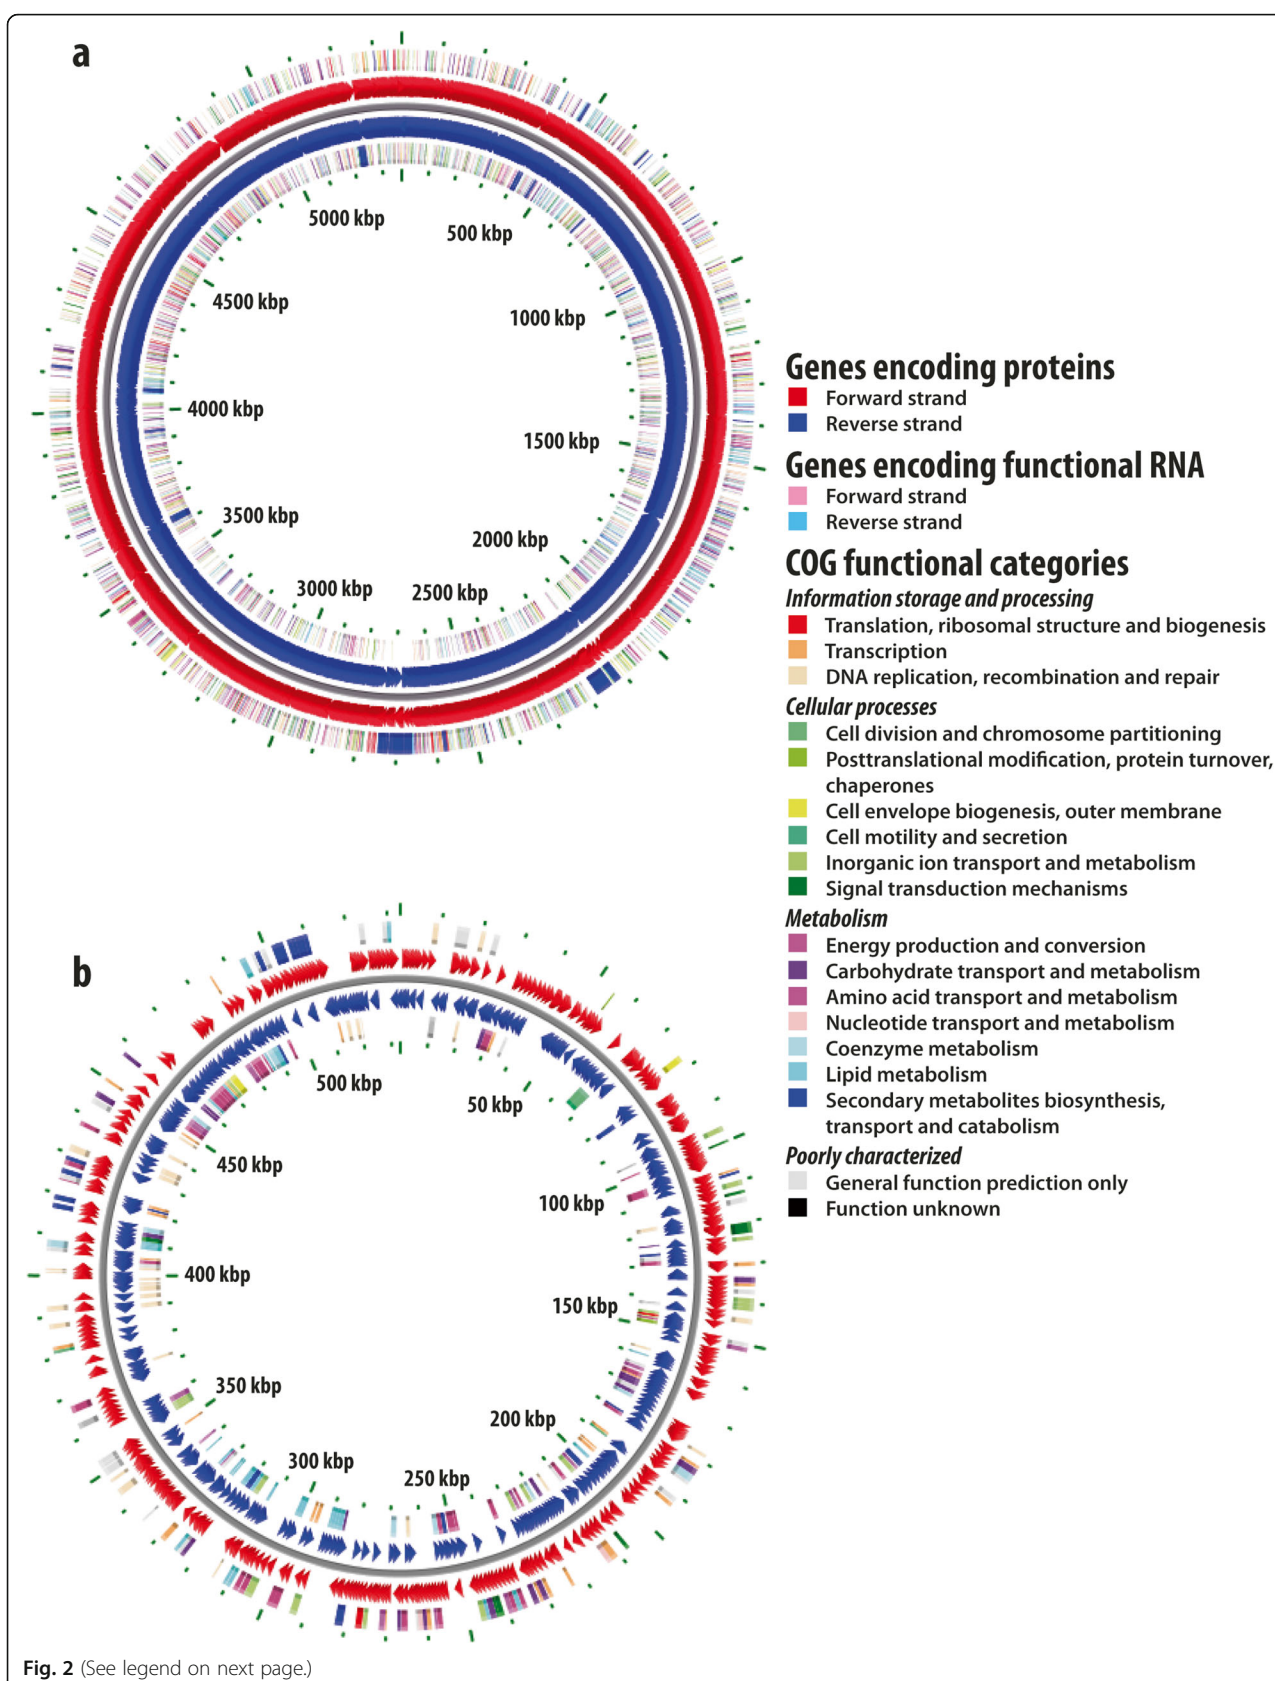 a
5000 kbp
500 kbp
4500 kbp
1000 kbp
4000 kbp
1500 kbp
3500 kbp
2000 kbp
3000 kbp
2500 kbp
Genes encoding proteins
Forward strand
Reverse strand
Genes encoding functional RNA
Forward strand
Reverse strand
COG functional categories
Information storage and processing
Translation, ribosomal structure and biogenesis
Transcription
DNA replication, recombination and repair
Cellular processes
Cell division and chromosome partitioning
Posttranslational modification, protein turnover,
chaperones
Cell envelope biogenesis, outer membrane
Cell motility and secretion
Inorganic ion transport and metabolism
Signal transduction mechanisms
Metabolism
Energy production and conversion
Carbohydrate transport and metabolism
Amino acid transport and metabolism
Nucleotide transport and metabolism
Coenzyme metabolism
Lipid metabolism
Secondary metabolites biosynthesis,
transport and catabolism
Poorly characterized
General function prediction only
Function unknown
b
500 kbp
50 kbp
450 kbp
100 kbp
400 kbp
150 kbp
350 kbp
200 kbp
300 kbp
250 kbp
Fig. 2 (See legend on next page.)